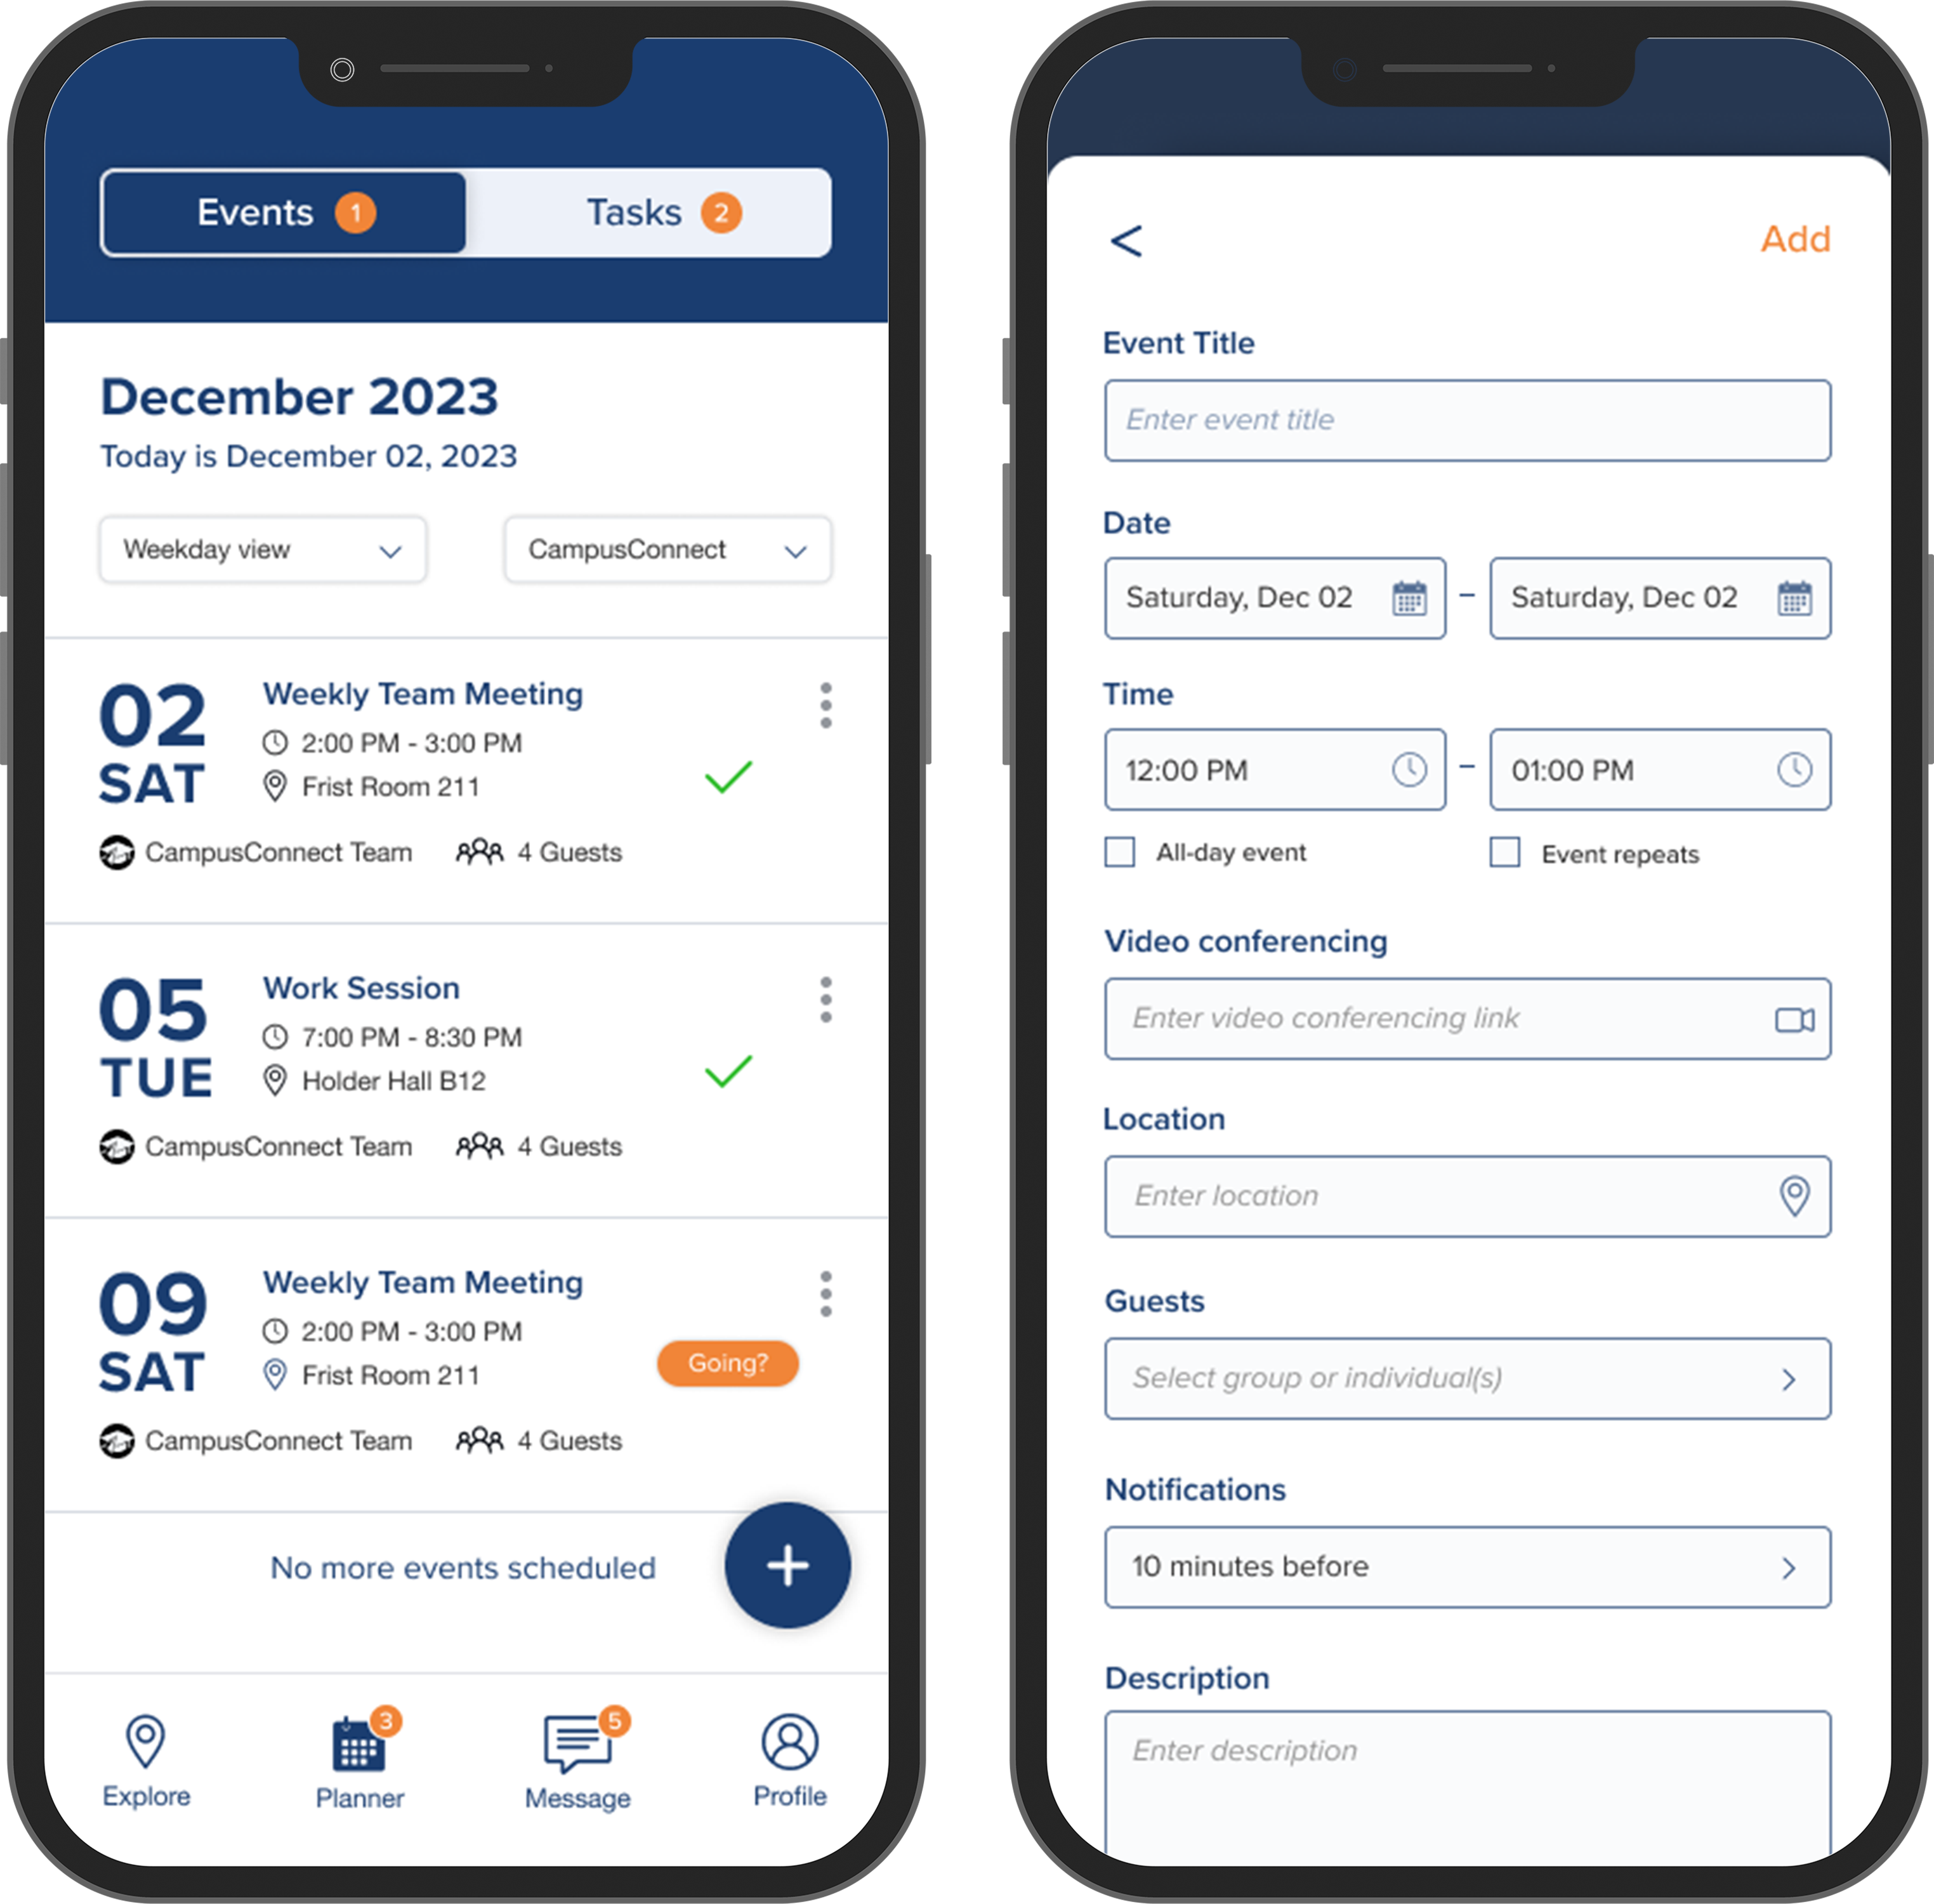 Events 1 Tasks 2
December 2023
Today is December 02, 2023
Weekday view CampusConnect
02 SAT
Weekly Team Meeting
2:00 PM - 3:00 PM
Frist Room 211
CampusConnect Team 4 Guests
05 TUE
Work Session
7:00 PM - 8:30 PM
Holder Hall B12
CampusConnect Team 4 Guests
09 SAT
Weekly Team Meeting
2:00 PM - 3:00 PM
Frist Room 211
Going?
CampusConnect Team 4 Guests
No more events scheduled
+
3 5
Explore Planner Message Profile
< Add
Event Title
Enter event title
Date
Saturday, Dec 02 – Saturday, Dec 02
Time
12:00 PM – 01:00 PM
All-day event Event repeats
Video conferencing
Enter video conferencing link
Location
Enter location
Guests
Select group or individual(s)
Notifications
10 minutes before
Description
Enter description